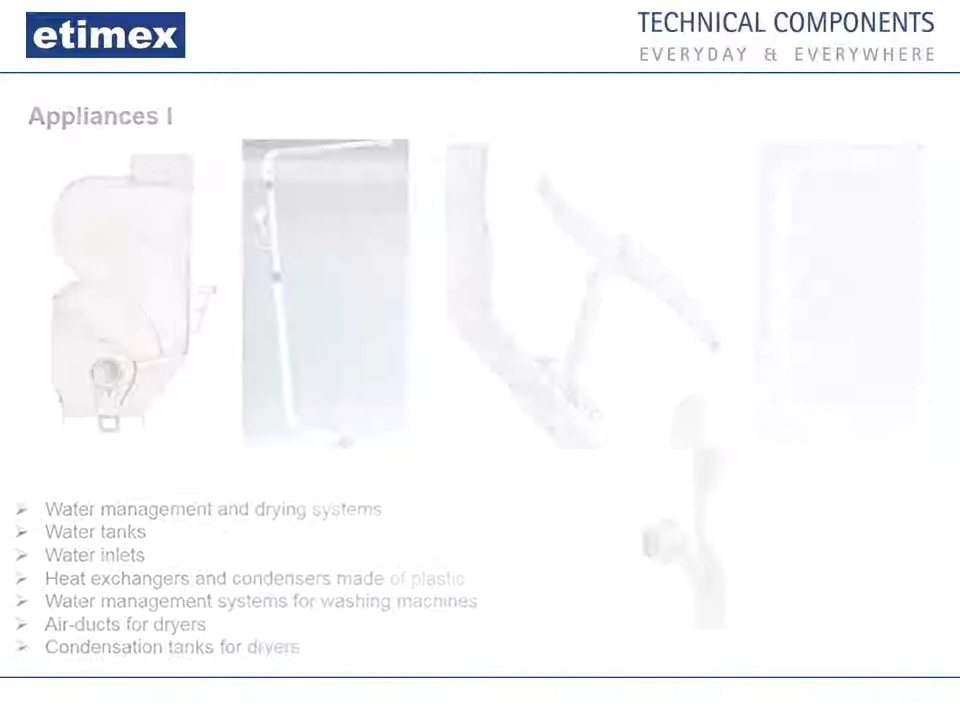 etimex
TECHNICAL COMPONENTS
EVERYDAY & EVERYWHERE
Appliances I
➢ Water management and drying systems
➢ Water tanks
➢ Water inlets
➢ Heat exchangers and condensers made of plastic
➢ Water management systems for washing machines
➢ Air-ducts for dryers
➢ Condensation tanks for dryers